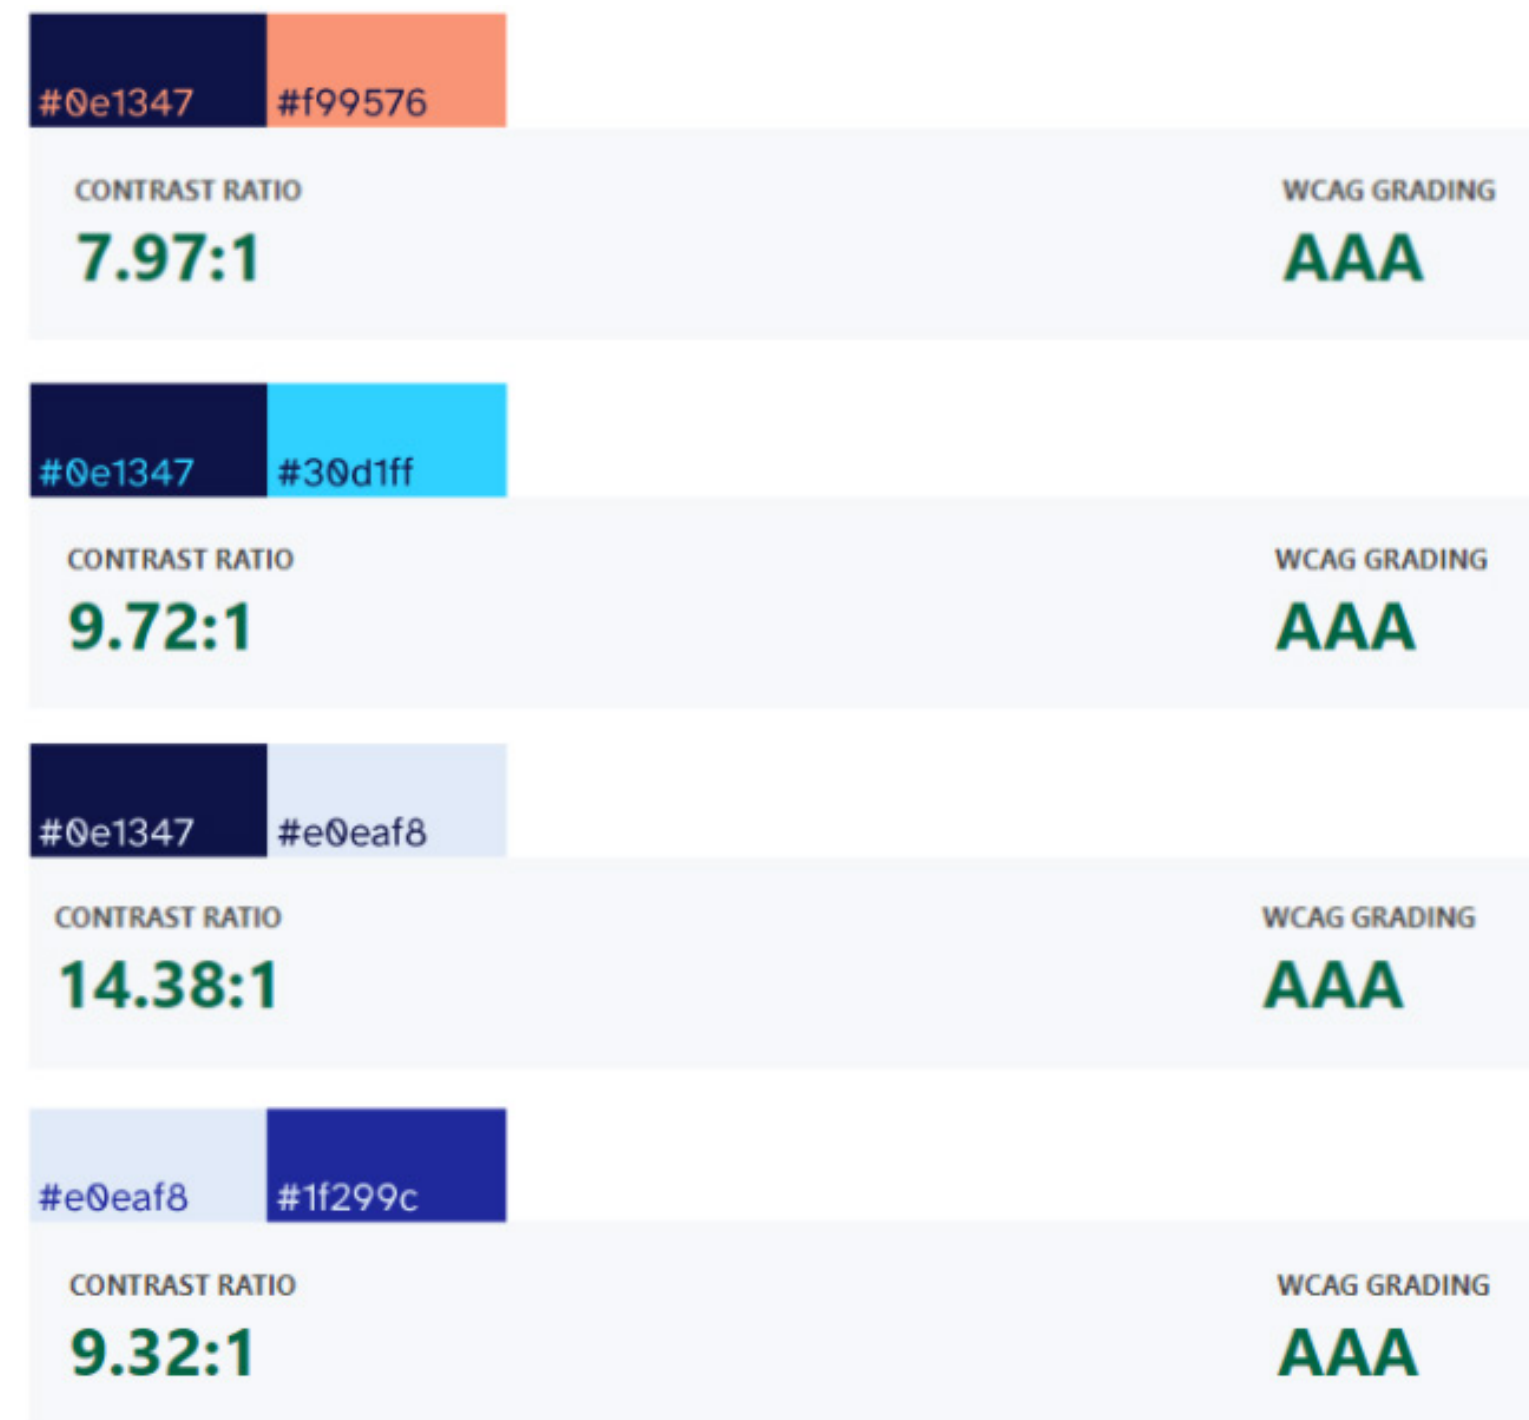 #0e1347 #f99576
CONTRAST RATIO WCAG GRADING
7.97:1 AAA
#0e1347 #30d1ff
CONTRAST RATIO WCAG GRADING
9.72:1 AAA
#0e1347 #e0eaf8
CONTRAST RATIO WCAG GRADING
14.38:1 AAA
#e0eaf8 #1f299c
CONTRAST RATIO WCAG GRADING
9.32:1 AAA